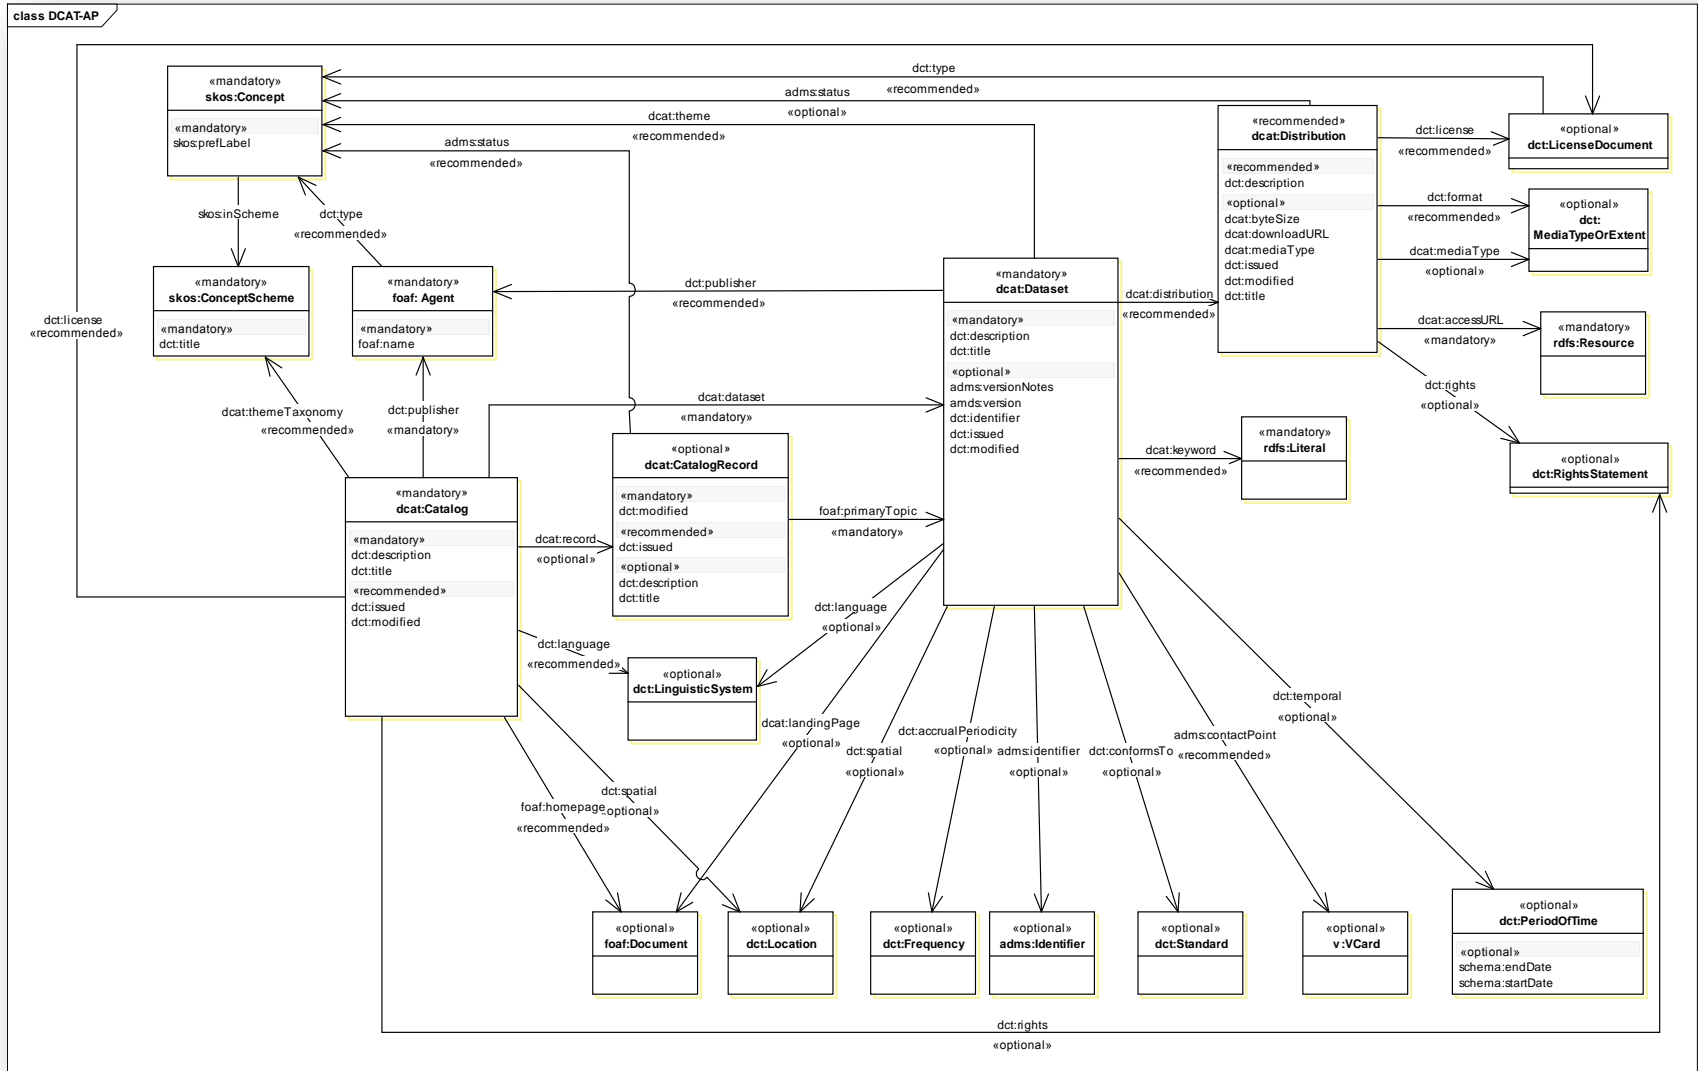 class DCAT-AP
«mandatory»
skos:Concept
«mandatory»
skos:prefLabel
dct:type
«recommended»
adms:status
«optional»
dcat:theme
«recommended»
adms:status
«recommended»
«recommended»
dcat:Distribution
«recommended»
dct:description
«optional»
dcat:byteSize
dcat:downloadURL
dcat:mediaType
dct:issued
dct:modified
dct:title
dct:license
«recommended»
«optional»
dct:LicenseDocument
dct:format
«recommended»
dcat:mediaType
«optional»
«optional»
dct:
MediaTypeOrExtent
skos:inScheme
dct:type
«recommended»
«mandatory»
skos:ConceptScheme
«mandatory»
dct:title
«mandatory»
foaf: Agent
«mandatory»
foaf:name
dct:publisher
«recommended»
«mandatory»
dcat:Dataset
«mandatory»
dct:description
dct:title
«optional»
adms:versionNotes
amds:version
dct:identifier
dct:issued
dct:modified
dcat:distribution
«recommended»
dcat:accessURL
«mandatory»
«mandatory»
rdfs:Resource
dct:license
«recommended»
dct:rights
«optional»
dcat:themeTaxonomy
«recommended»
dct:publisher
«mandatory»
dcat:dataset
«mandatory»
dcat:keyword
«recommended»
«mandatory»
rdfs:Literal
«optional»
dct:RightsStatement
«optional»
dcat:CatalogRecord
«mandatory»
dct:modified
«recommended»
dct:issued
«optional»
dct:description
dct:title
foaf:primaryTopic
«mandatory»
«mandatory»
dcat:Catalog
«mandatory»
dct:description
dct:title
«recommended»
dct:issued
dct:modified
dcat:record
«optional»
dct:language
«optional»
dct:language
«recommended»
«optional»
dct:LinguisticSystem
dcat:landingPage
«optional»
dct:spatial
«optional»
dct:accrualPeriodicity
«optional»
adms:identifier
«optional»
dct:conformsTo
«optional»
adms:contactPoint
«recommended»
dct:temporal
«optional»
dct:spatial
«optional»
foaf:homepage
«recommended»
«optional»
foaf:Document
«optional»
dct:Location
«optional»
dct:Frequency
«optional»
adms:Identifier
«optional»
dct:Standard
«optional»
v:VCard
«optional»
dct:PeriodOfTime
«optional»
schema:endDate
schema:startDate
dct:rights
«optional»